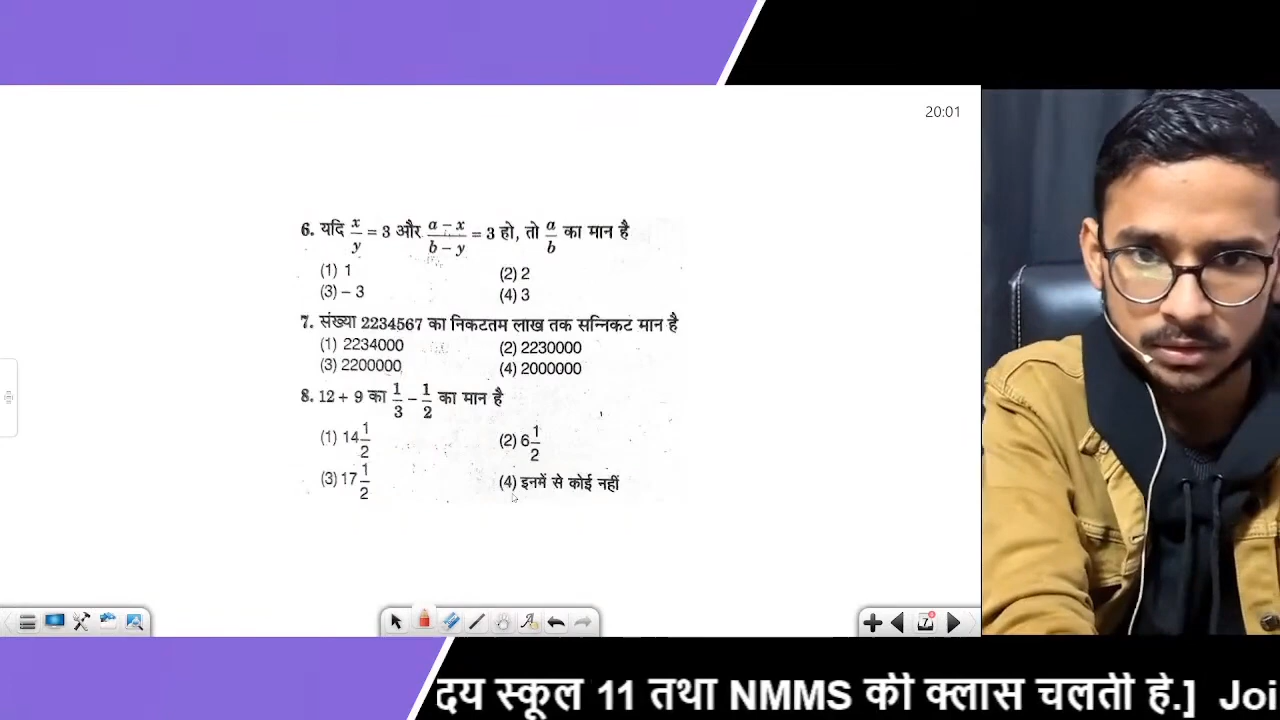 20:01
6. यदि x/y = 3 और (a – x)/(b – y) = 3 हो, तो a/b का मान है
(1) 1 (2) 2
(3) – 3 (4) 3
7. संख्या 2234567 का निकटतम लाख तक सन्निकट मान है
(1) 2234000 (2) 2230000
(3) 2200000 (4) 2000000
8. 12 + 9 का 1/3 – 1/2 का मान है
(1) 14 1/2 (2) 6 1/2
(3) 17 1/2 (4) इनमें से कोई नहीं
7
दय स्कूल 11 तथा NMMS की क्लास चलती है.] Joi